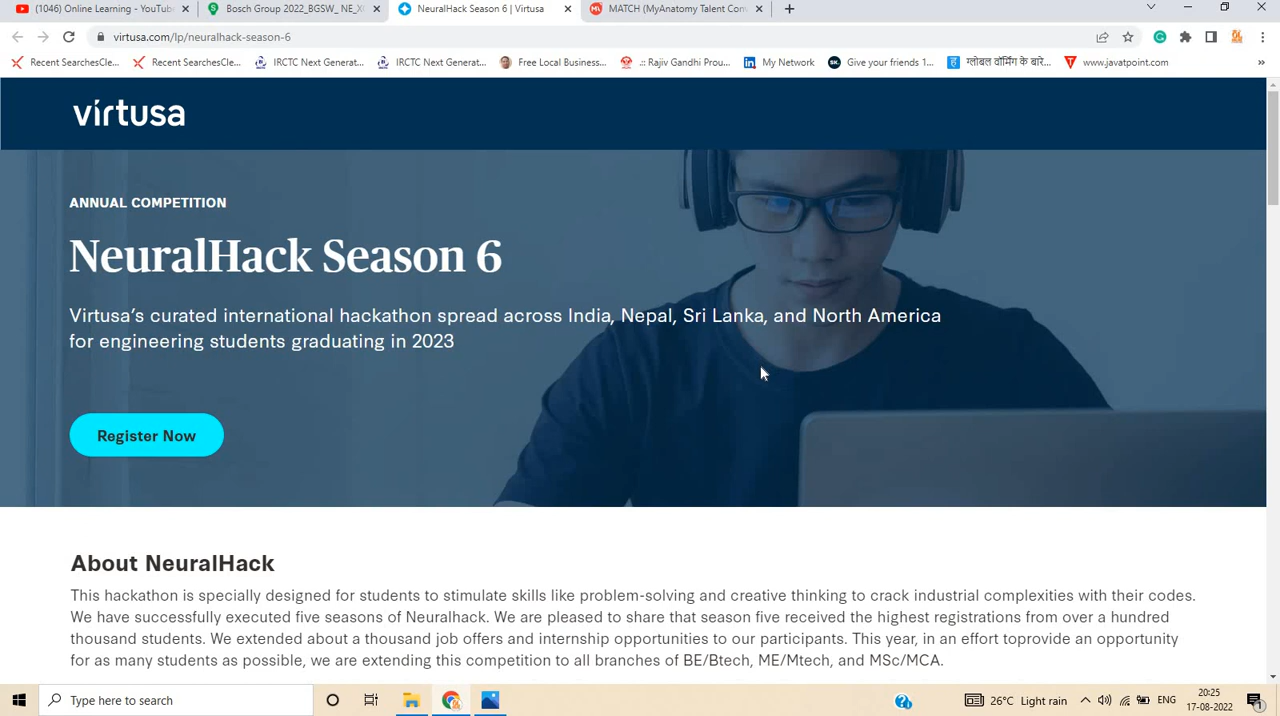 (1046) Online Learning - YouTube
Bosch Group 2022_BGSW_ NE_X
NeuralHack Season 6 | Virtusa
MATCH (MyAnatomy Talent Con
virtusa.com/lp/neuralhack-season-6
Recent SearchesCle...
Recent SearchesCle...
IRCTC Next Generat...
IRCTC Next Generat...
Free Local Business...
.:: Rajiv Gandhi Prou...
My Network
Give your friends 1...
ग्लोबल वॉर्मिंग के बारे...
www.javatpoint.com
»
virtusa
ANNUAL COMPETITION
NeuralHack Season 6
Virtusa’s curated international hackathon spread across India, Nepal, Sri Lanka, and North America
for engineering students graduating in 2023
Register Now
About NeuralHack
This hackathon is specially designed for students to stimulate skills like problem-solving and creative thinking to crack industrial complexities with their codes.
We have successfully executed five seasons of Neuralhack. We are pleased to share that season five received the highest registrations from over a hundred
thousand students. We extended about a thousand job offers and internship opportunities to our participants. This year, in an effort toprovide an opportunity
for as many students as possible, we are extending this competition to all branches of BE/Btech, ME/Mtech, and MSc/MCA.
Type here to search
26°C Light rain
ENG
20:25
17-08-2022
1